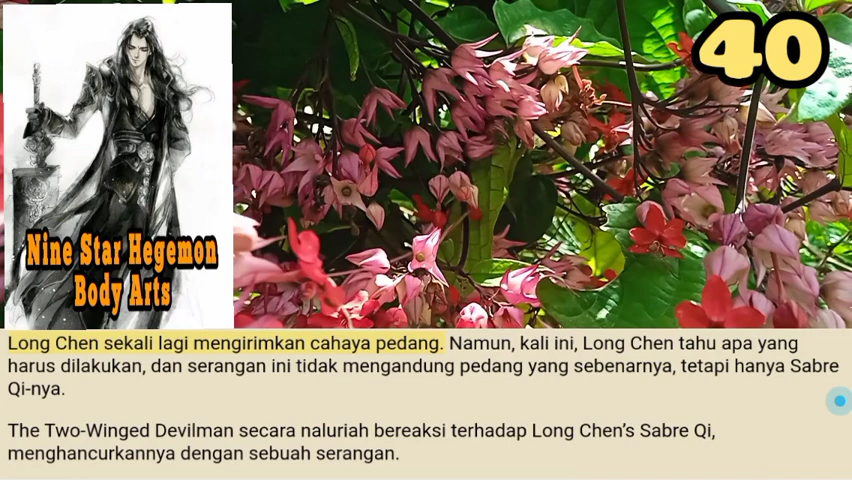 40
Nine Star Hegemon
Body Arts
Long Chen sekali lagi mengirimkan cahaya pedang. Namun, kali ini, Long Chen tahu apa yang
harus dilakukan, dan serangan ini tidak mengandung pedang yang sebenarnya, tetapi hanya Sabre
Qi-nya.
The Two-Winged Devilman secara naluriah bereaksi terhadap Long Chen’s Sabre Qi,
menghancurkannya dengan sebuah serangan.